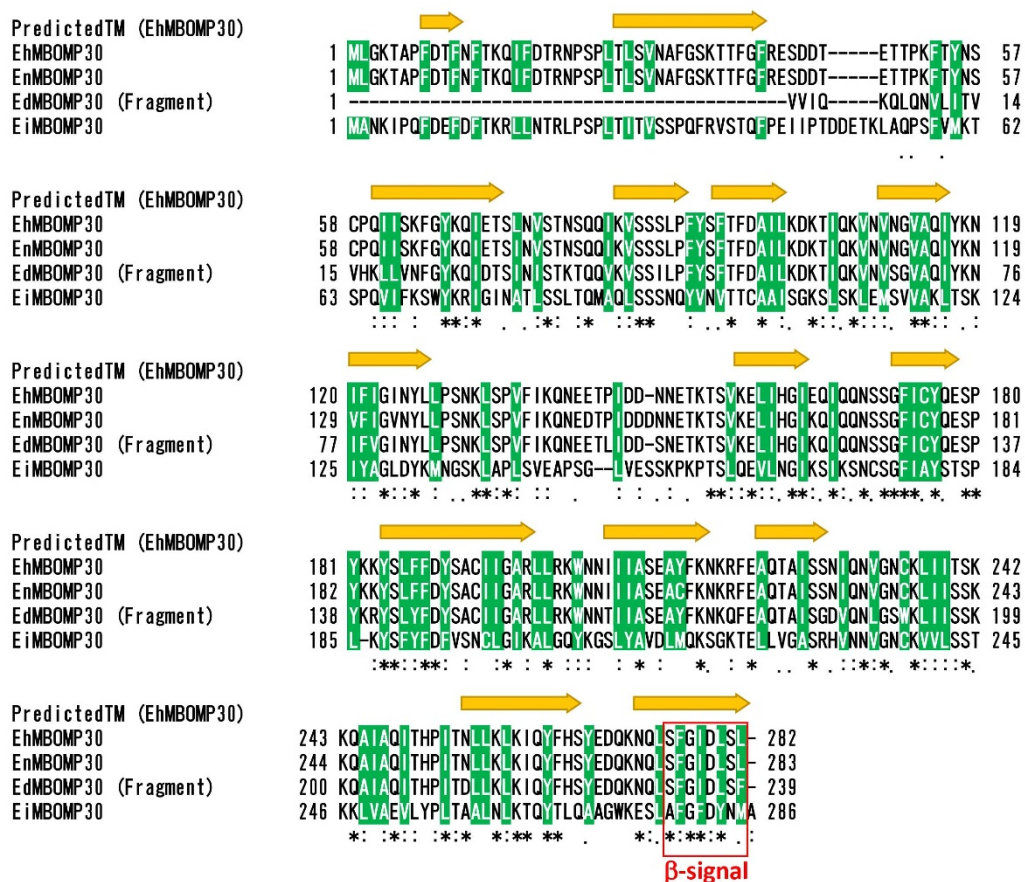 PredictedTM (EhMBOMP30)
EhMBOMP30 1 MLGKTAPFDTFNFTKQIFDTRNPSPLTLSVNAFGSKTTFGFRESDDT-----ETTPKFTYNS 57
EnMBOMP30 1 MLGKTAPFDTFNFTKQIFDTRNPSPLTLSVNAFGSKTTFGFRESDDT-----ETTPKFTYNS 57
EdMBOMP30 (Fragment) 1 -------------------------------------------VVIQ-----KQLQNVLITV 14
EiMBOMP30 1 MANKIPQFDEFDFTKRLLNTRLPSPLTITVSSPQFRVSTQFPEIIPTDDETKLAQPSFVMKT 62
.. .
PredictedTM (EhMBOMP30)
EhMBOMP30 58 CPQIISKFGYKQIETSLNVSTNSQQIKVSSSLPFYSFTFDAILKDKTIQKVNVNGVAQIYKN 119
EnMBOMP30 58 CPQIISKFGYKQIETSLNVSTNSQQIKVSSSLPFYSFTFDAILKDKTIQKVNVNGVAQIYKN 119
EdMBOMP30 (Fragment) 15 VHKLLVNFGYKQIDTSINISTKTQQVKVSSILPFYSFTFDAILKDKTIQKVNVSGVAQIYKN 76
EiMBOMP30 63 SPQVIFKSWYKRIGINATLSSLTQMAQLSSSNQYVNVTTCAAISGKSLSKLEMSVVAKLTSK 124
:::: : **:* . .:**: :* .::** :. ..* * *. .*::.*:::. **:: . :
PredictedTM (EhMBOMP30)
EhMBOMP30 120 IFIGINYLLPSNKLSPVFIKQNEETPIDD-NNETKTSVKELIHGIEQIQQNSSGFICYQESP 180
EnMBOMP30 129 VFIGVNYLLPSNKLSPVFIKQNEETPIDDDNNETKTSVKELIHGIKQIQQNSSGFICYQESP 181
EdMBOMP30 (Fragment) 77 IFVGINYLLPSNKLSPVFIKQNEETLIDD-SNETKTSVKELIHGIKQIQQNSSGFICYQESP 137
EiMBOMP30 125 IYAGLDYKMNGSKLAPLSVEAPSG--LVESSKPKPTSLQEVLNGIKSIKSNCSGFIAYSTSP 184
:: *::* : ..**:*: :: . : : . . **::*:::**: *:.*.****.*. **
PredictedTM (EhMBOMP30)
EhMBOMP30 181 YKKYSLFFDYSACIIGARLLRKWNNIIIASEAYFKNKRFEAQTAISSNIQNVGNCKLIITSK 242
EnMBOMP30 182 YKKYSLFFDYSACIIGARLLRKWNNIIIASEACFKNKRFEAQTAISSNIQNVGNCKLIITSK 243
EdMBOMP30 (Fragment) 138 YKRYSLYFDYSACIIGARLLRKWNNTIIASEAYFKNKQFEAQTAISGDVQNLGSWKLIISSK 199
EiMBOMP30 185 L-KYSFYFDFVSNCLGIKALGQYKGSLYAVDLMQKSGKTELLVGASRHVNNVGNCKVVLSST 245
:**::**: : :* : * ::: : * : *. : * . * .::*:*. *::::*.
PredictedTM (EhMBOMP30)
EhMBOMP30 243 KQAIAQITHPITNLLKLKIQYFHSYEDQKNQLSFGIDLSL- 282
EnMBOMP30 244 KQAIAQITHPITNLLKLKIQYFHSYEDQKNQLSFGIDLSL- 283
EdMBOMP30 (Fragment) 200 KQAIAQITHPITDLLKLKIQYFHSYEDQKNQLSFGIDLSF- 239
EiMBOMP30 246 KKLVAEVLYPLTAALNLKTQYTLQAAGWKESLAFGFDYNMA 286
*: :*:: :*:* *:** ** . *:.*:**:* .:
β-signal